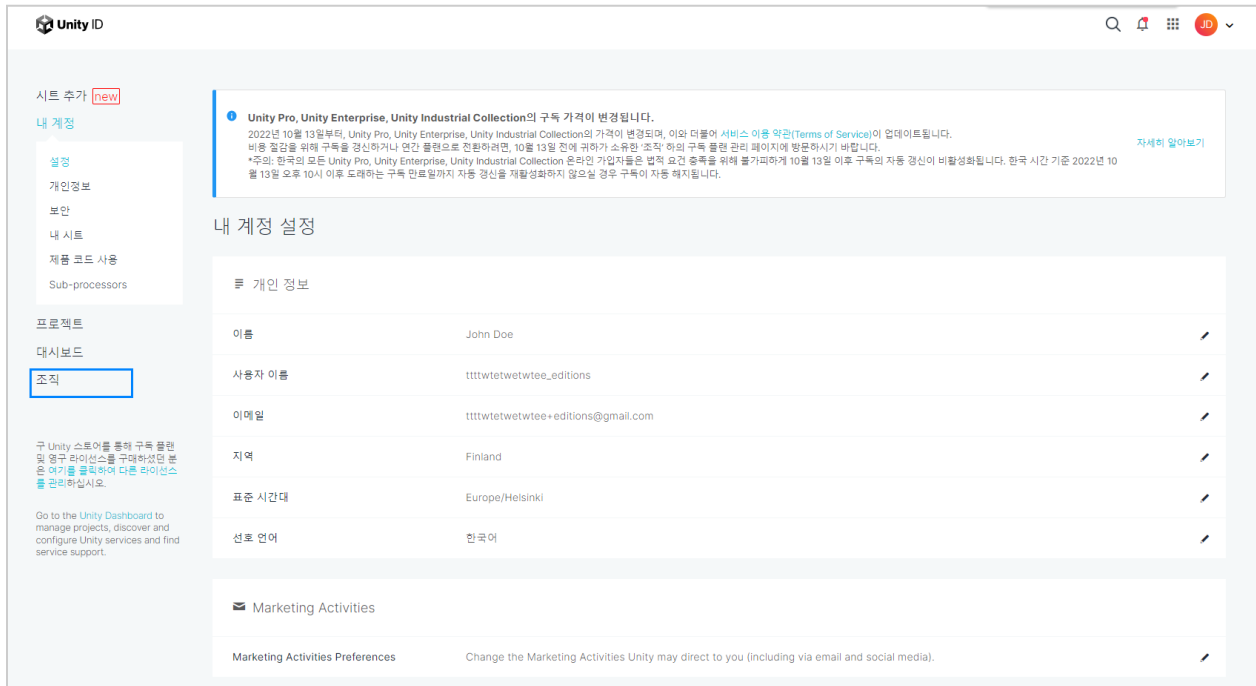 Unity ID
JD
시트 추가 new
내 계정
설정
개인정보
보안
내 시트
제품 코드 사용
Sub-processors
프로젝트
대시보드
조직
구 Unity 스토어를 통해 구독 플랜
및 영구 라이선스를 구매하셨던 분
은 여기를 클릭하여 다른 라이선스
를 관리하십시오.
Go to the Unity Dashboard to
manage projects, discover and
configure Unity services and find
service support.
Unity Pro, Unity Enterprise, Unity Industrial Collection의 구독 가격이 변경됩니다.
2022년 10월 13일부터, Unity Pro, Unity Enterprise, Unity Industrial Collection의 가격이 변경되며, 이와 더불어 서비스 이용 약관(Terms of Service)이 업데이트됩니다.
비용 절감을 위해 구독을 갱신하거나 연간 플랜으로 전환하려면, 10월 13일 전에 귀하가 소유한 '조직' 하의 구독 플랜 관리 페이지에 방문하시기 바랍니다.
*주의: 한국의 모든 Unity Pro, Unity Enterprise, Unity Industrial Collection 온라인 가입자들은 법적 요건 충족을 위해 불가피하게 10월 13일 이후 구독의 자동 갱신이 비활성화됩니다. 한국 시간 기준 2022년 10
월 13일 오후 10시 이후 도래하는 구독 만료일까지 자동 갱신을 재활성화하지 않으실 경우 구독이 자동 해지됩니다.
자세히 알아보기
내 계정 설정
개인 정보
이름 John Doe
사용자 이름 ttttwtetwetwtee_editions
이메일 ttttwtetwetwtee+editions@gmail.com
지역 Finland
표준 시간대 Europe/Helsinki
선호 언어 한국어
Marketing Activities
Marketing Activities Preferences Change the Marketing Activities Unity may direct to you (including via email and social media).